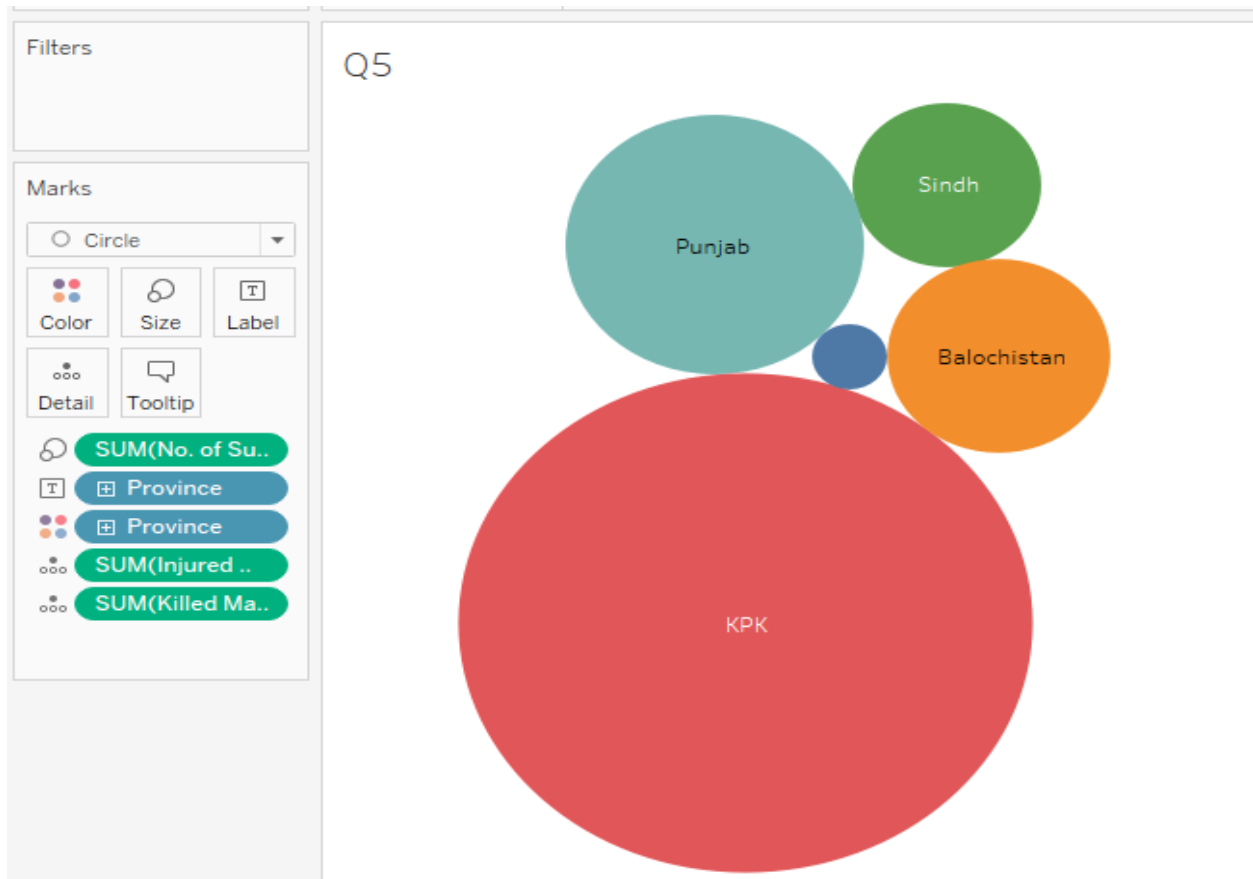 Filters
Marks
Circle
Color Size Label
Detail Tooltip
SUM(No. of Su..
Province
Province
SUM(Injured ..
SUM(Killed Ma..
Q5
Sindh
Punjab
Balochistan
KPK